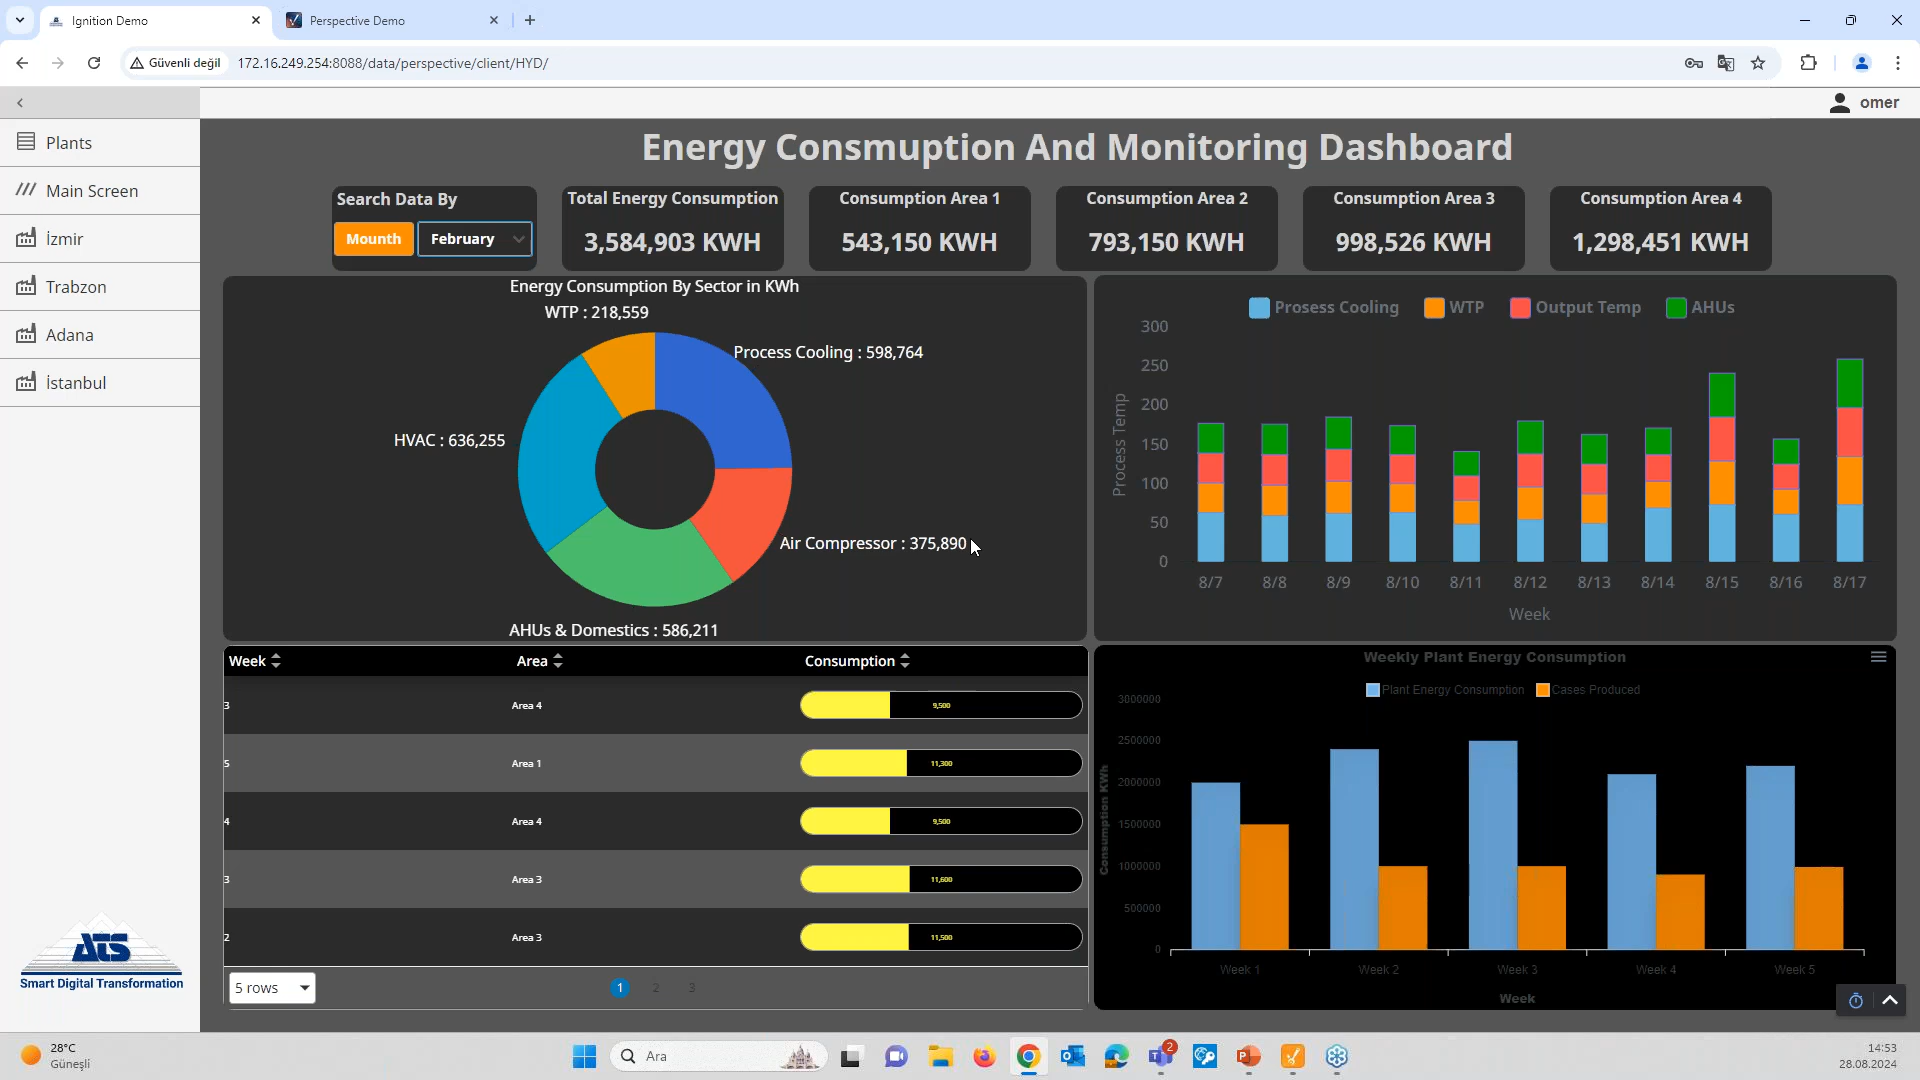 Ignition Demo
Perspective Demo
Güvenli değil
172.16.249.254:8088/data/perspective/client/HYD/
omer
Plants
Main Screen
İzmir
Trabzon
Adana
İstanbul
ATS
Smart Digital Transformation
Energy Consmuption And Monitoring Dashboard
Search Data By
Mounth
February
Total Energy Consumption
3,584,903 KWH
Consumption Area 1
543,150 KWH
Consumption Area 2
793,150 KWH
Consumption Area 3
998,526 KWH
Consumption Area 4
1,298,451 KWH
Energy Consumption By Sector in KWh
WTP : 218,559
Process Cooling : 598,764
HVAC : 636,255
Air Compressor : 375,890
AHUs & Domestics : 586,211
Prosess Cooling WTP Output Temp AHUs
Process Temp
300
250
200
150
100
50
0
8/7 8/8 8/9 8/10 8/11 8/12 8/13 8/14 8/15 8/16 8/17
Week
Week Area Consumption
3 Area 4 9,500
5 Area 1 11,300
4 Area 4 9,500
3 Area 3 11,600
2 Area 3 11,500
5 rows
1 2 3
Weekly Plant Energy Consumption
Plant Energy Consumption Cases Produced
Consumption KWh
3000000
2500000
2000000
1500000
1000000
500000
0
Week 1 Week 2 Week 3 Week 4 Week 5
Week
28°C
Güneşli
Ara
2
14:53
28.08.2024